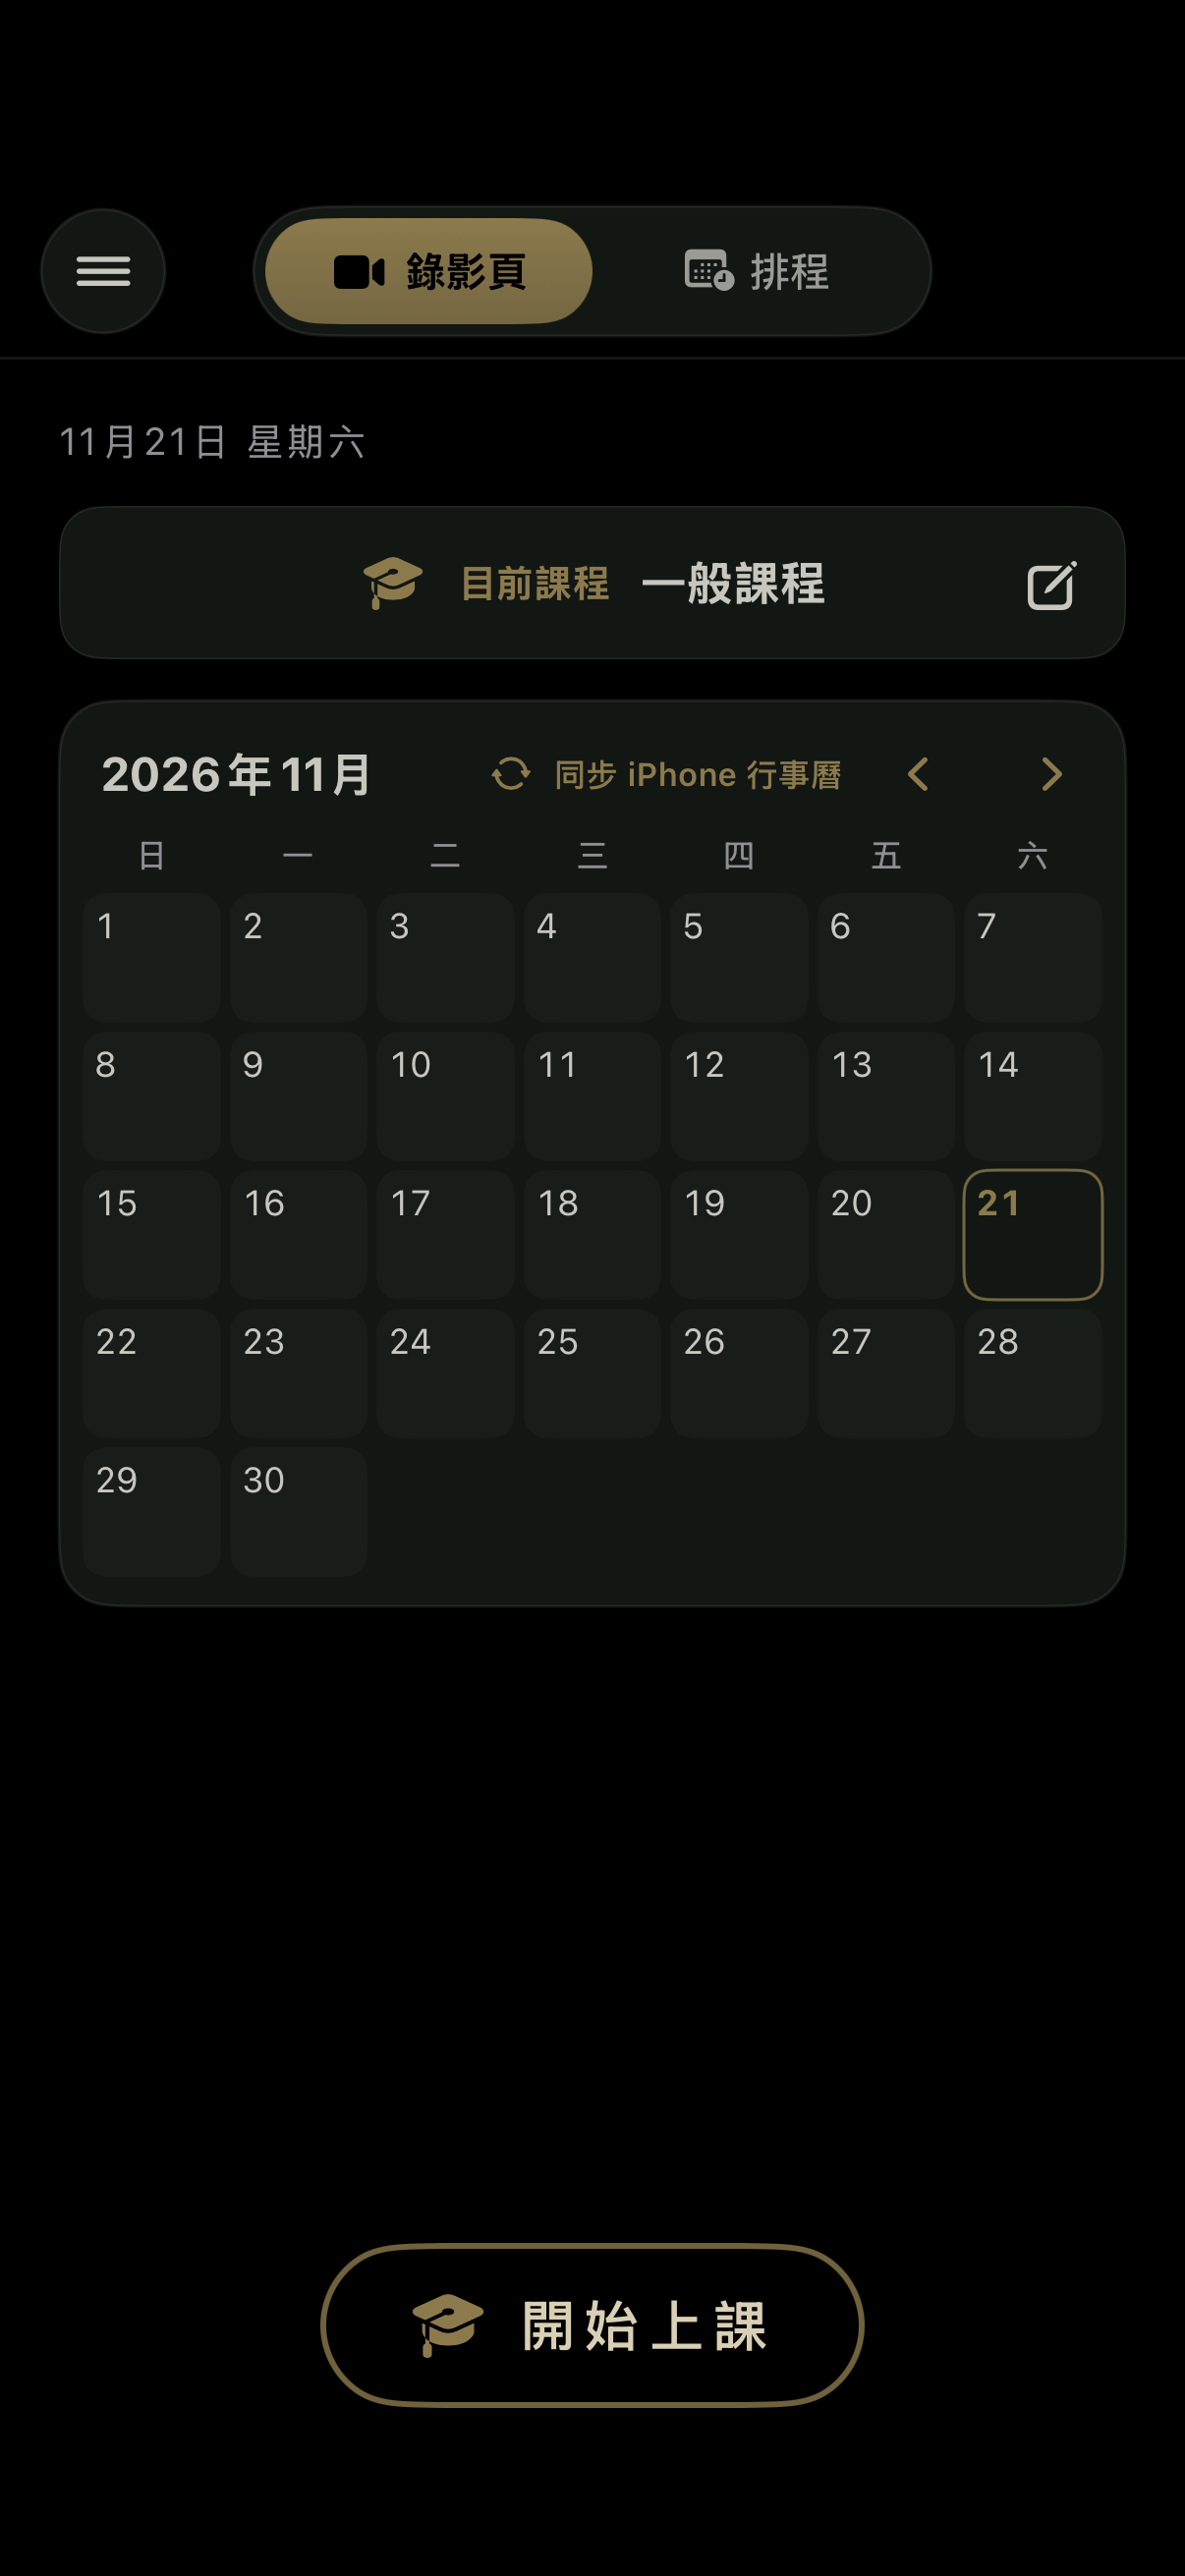 錄影頁 排程
11月21日 星期六
目前課程 一般課程
2026年11月 同步 iPhone 行事曆
日 一 二 三 四 五 六
1 2 3 4 5 6 7
8 9 10 11 12 13 14
15 16 17 18 19 20 21
22 23 24 25 26 27 28
29 30
開始上課